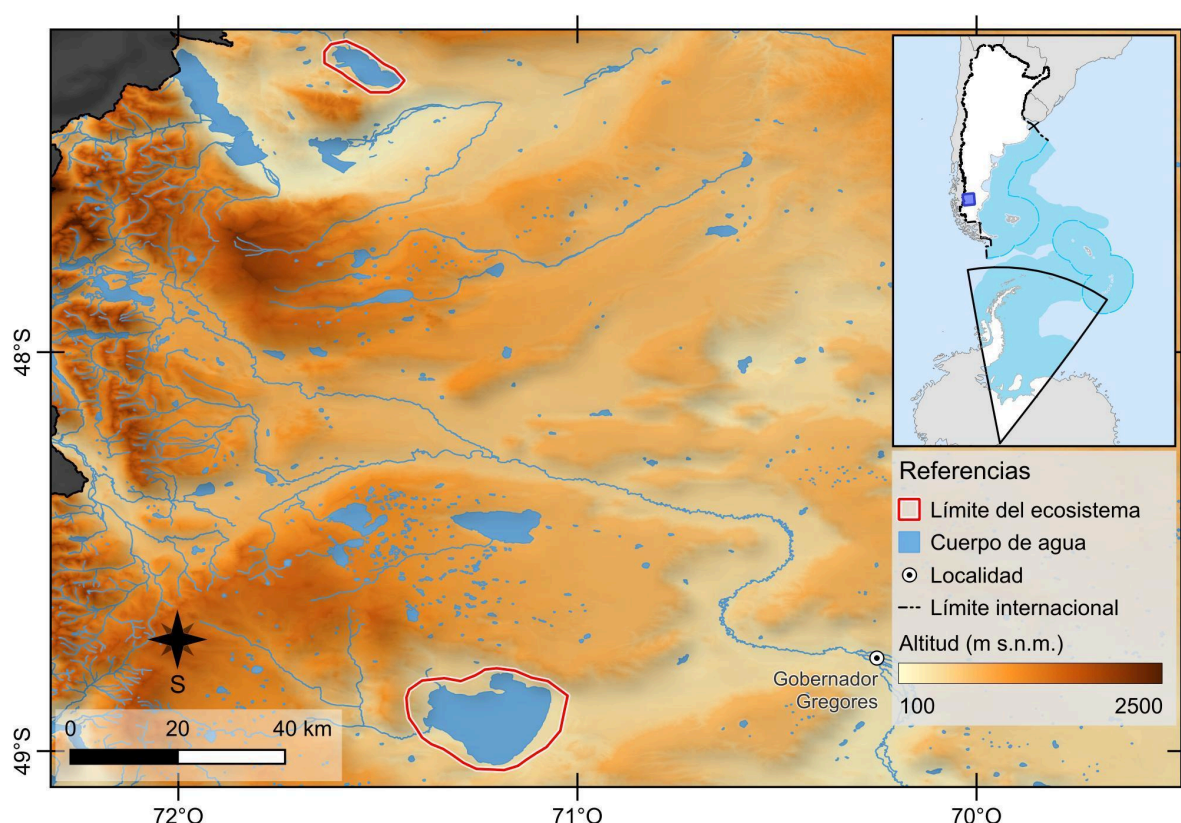 48°S
49°S
72°O
71°O
70°O
S
0 20 40 km
Gobernador
Gregores
Referencias
Límite del ecosistema
Cuerpo de agua
Localidad
Límite internacional
Altitud (m s.n.m.)
100 2500